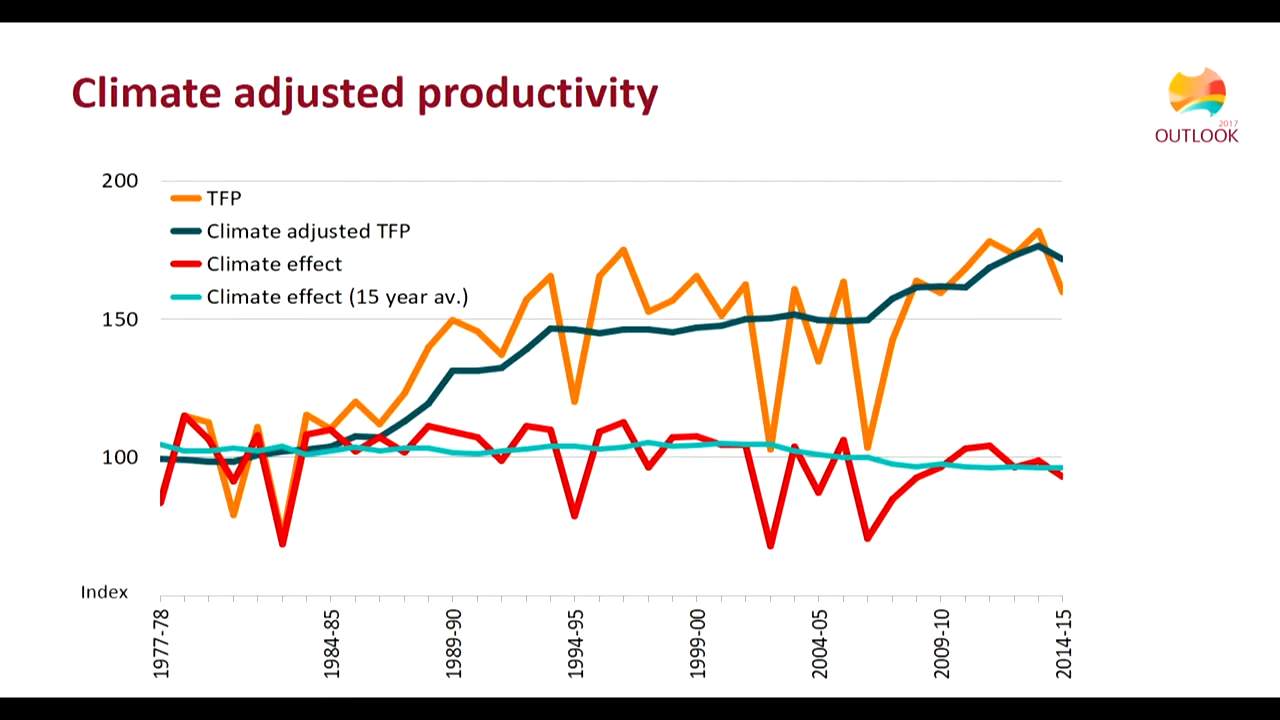 Climate adjusted productivity
2017
OUTLOOK
200
TFP
Climate adjusted TFP
Climate effect
Climate effect (15 year av.)
150
100
Index
1977-78
1984-85
1989-90
1994-95
1999-00
2004-05
2009-10
2014-15